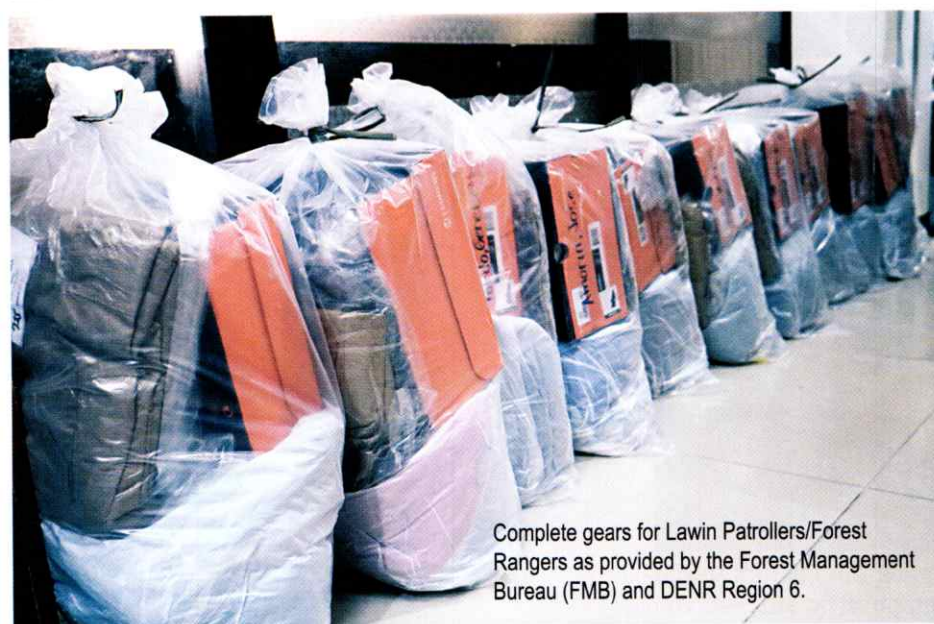 Complete gears for Lawin Patrollers/Forest
Rangers as provided by the Forest Management
Bureau (FMB) and DENR Region 6.